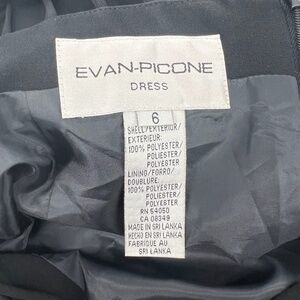 EVAN-PICONE
DRESS
6
SHELL/EXTERIOR/
EXTERIEUR:
100% POLYESTER/
POLIESTER/
POLYESTER
LINING/FORRO/
DOUBLURE:
100% POLYESTER/
POLIESTER/
POLYESTER
RN 54050
CA 08349
MADE IN SRI LANKA
HECHO EN SRI LANKA
FABRIQUE AU
SRI LANKA